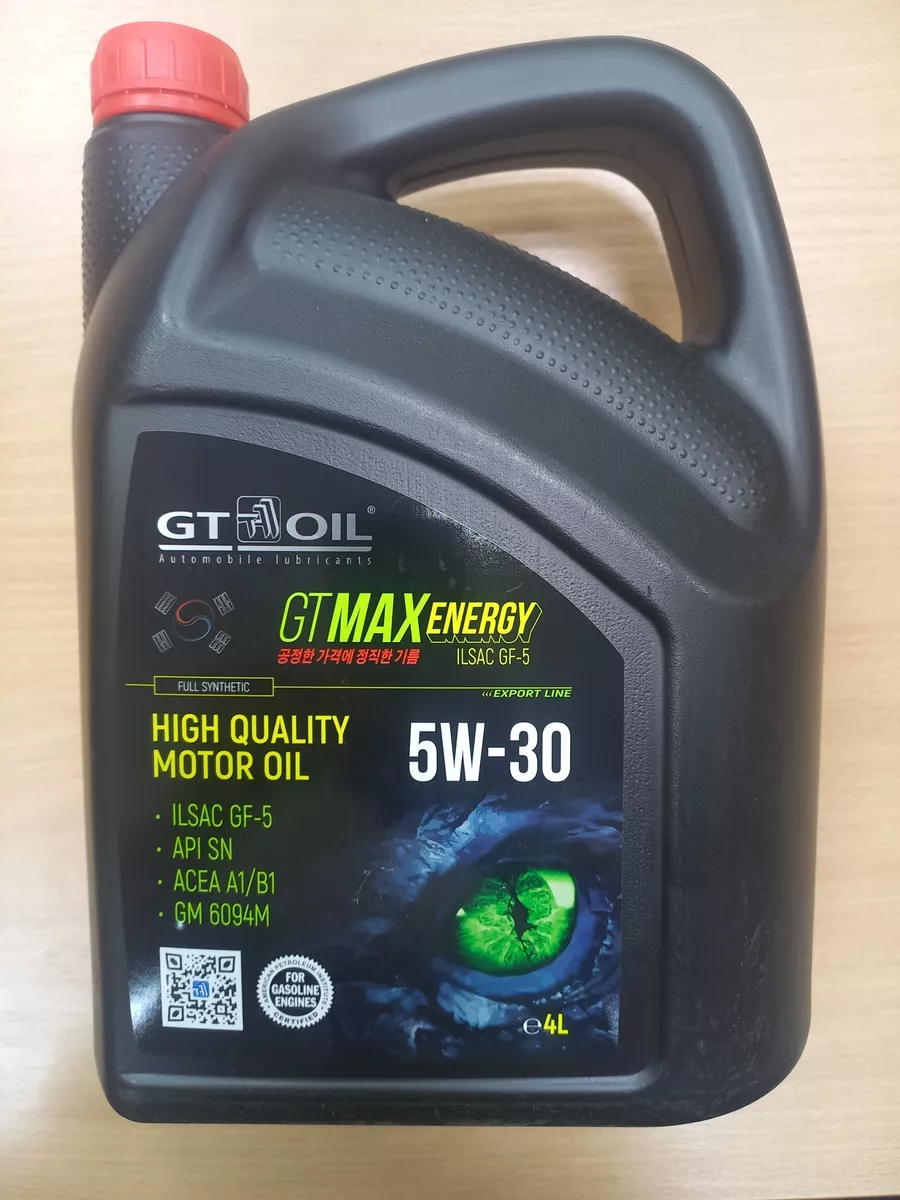 GT OIL®
Automobile lubricants
GT MAX ENERGY
공정한 가격에 정직한 기름
ILSAC GF-5
FULL SYNTHETIC
EXPORT LINE
HIGH QUALITY
MOTOR OIL
5W-30
· ILSAC GF-5
· API SN
· ACEA A1/B1
· GM 6094M
FOR
GASOLINE
ENGINES
CERTIFIED
℮4L